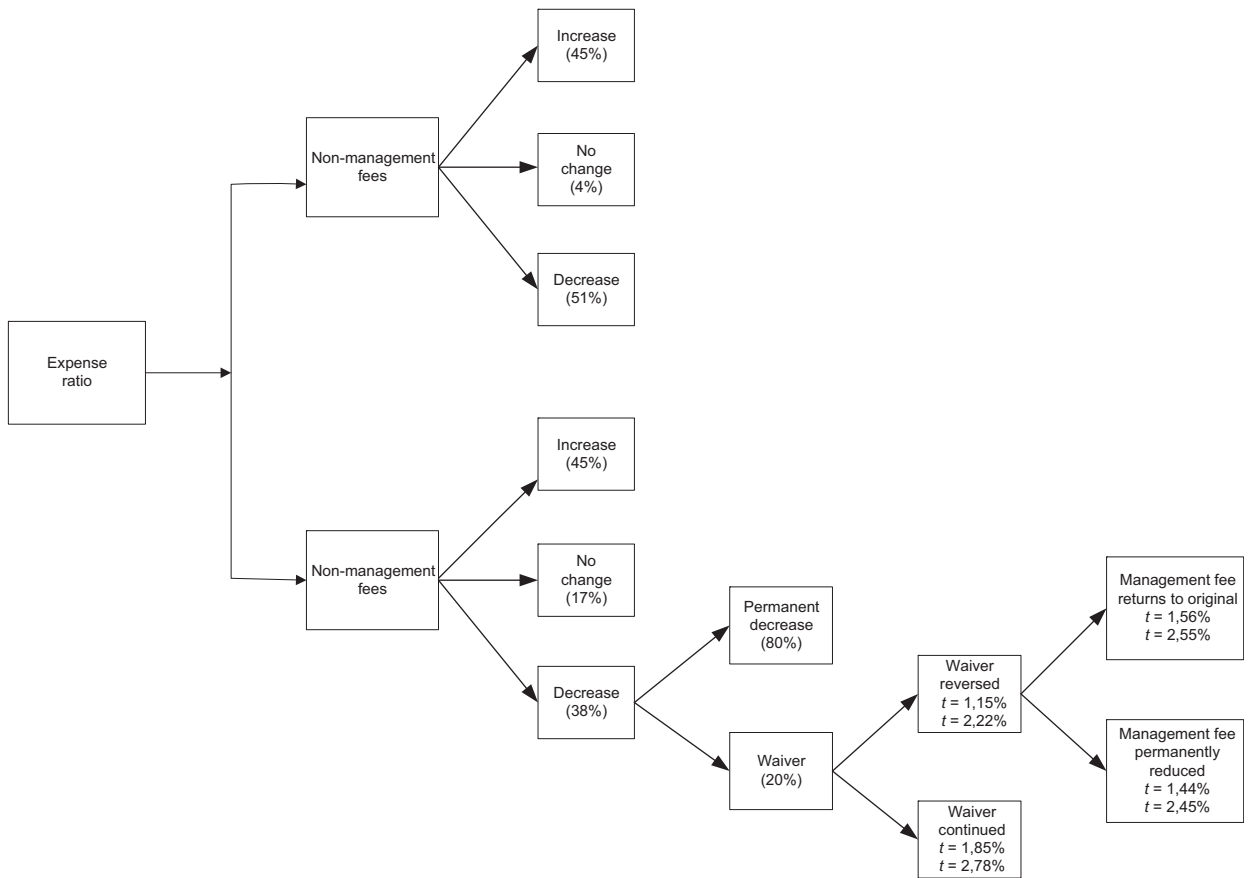 Increase
(45%)
Non-management
fees
No
change
(4%)
Decrease
(51%)
Expense
ratio
Increase
(45%)
Non-management
fees
No
change
(17%)
Decrease
(38%)
Permanent
decrease
(80%)
Waiver
(20%)
Waiver
reversed
t = 1,15%
t = 2,22%
Waiver
continued
t = 1,85%
t = 2,78%
Management fee
returns to original
t = 1,56%
t = 2,55%
Management fee
permanently
reduced
t = 1,44%
t = 2,45%